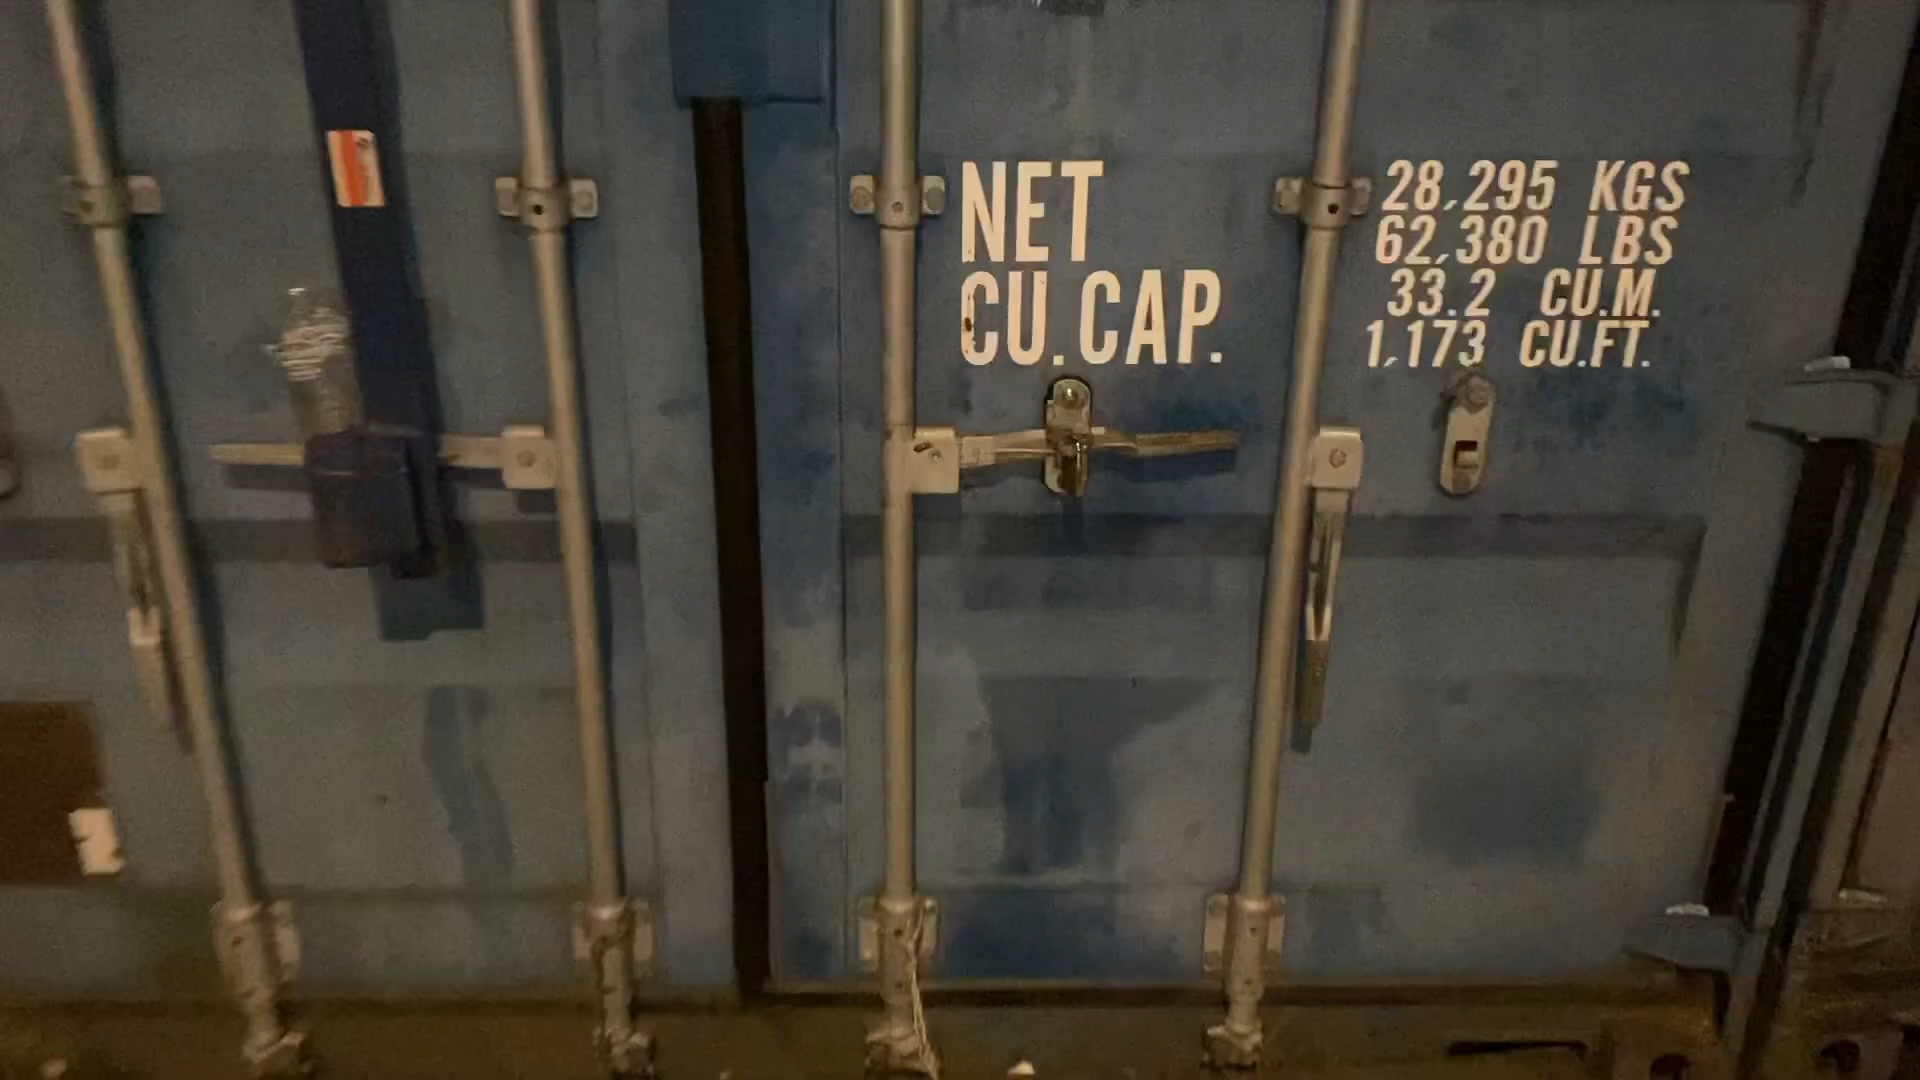 NET
28,295 KGS
62,380 LBS
CU.CAP.
33.2 CU.M.
1,173 CU.FT.